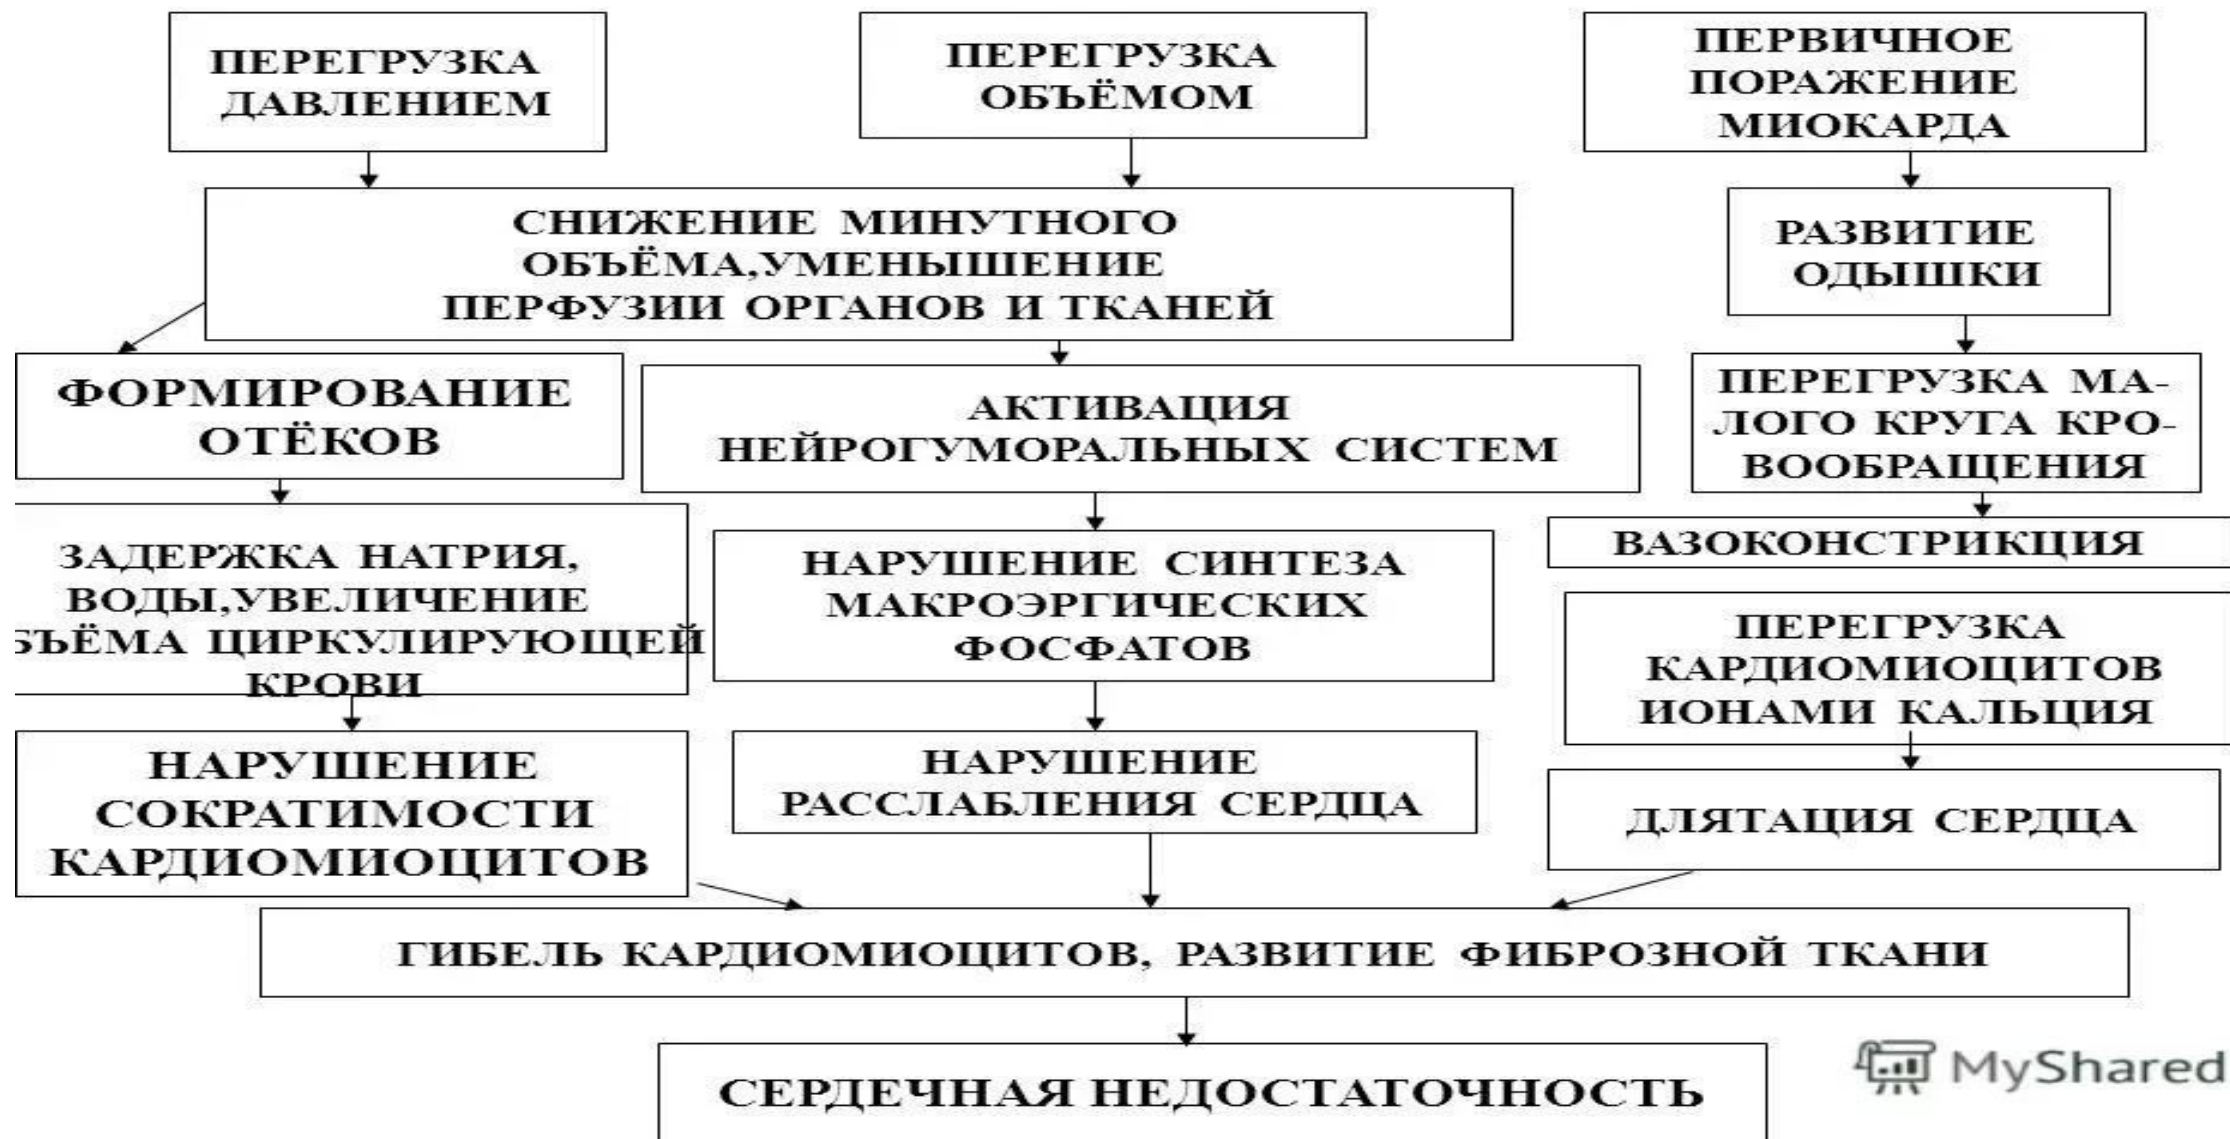 ПЕРЕГРУЗКА
ДАВЛЕНИЕМ
ПЕРЕГРУЗКА
ОБЪЁМОМ
ПЕРВИЧНОЕ
ПОРАЖЕНИЕ
МИОКАРДА
СНИЖЕНИЕ МИНУТНОГО
ОБЪЁМА,УМЕНЫШЕНИЕ
ПЕРФУЗИИ ОРГАНОВ И ТКАНЕЙ
РАЗВИТИЕ
ОДЫШКИ
ФОРМИРОВАНИЕ
ОТЁКОВ
АКТИВАЦИЯ
НЕЙРОГУМОРАЛЬНЫХ СИСТЕМ
ПЕРЕГРУЗКА МА-
ЛОГО КРУГА КРО-
ВООБРАЩЕНИЯ
ЗАДЕРЖКА НАТРИЯ,
ВОДЫ,УВЕЛИЧЕНИЕ
БЪЁМА ЦИРКУЛИРУЮЩЕЙ
КРОВИ
НАРУШЕНИЕ СИНТЕЗА
МАКРОЭРГИЧЕСКИХ
ФОСФАТОВ
ВАЗОКОНСТРИКЦИЯ
ПЕРЕГРУЗКА
КАРДИОМИОЦИТОВ
ИОНАМИ КАЛЬЦИЯ
НАРУШЕНИЕ
СОКРАТИМОСТИ
КАРДИОМИОЦИТОВ
НАРУШЕНИЕ
РАССЛАБЛЕНИЯ СЕРДЦА
ДЛЯТАЦИЯ СЕРДЦА
ГИБЕЛЬ КАРДИОМИОЦИТОВ, РАЗВИТИЕ ФИБРОЗНОЙ ТКАНИ
СЕРДЕЧНАЯ НЕДОСТАТОЧНОСТЬ
MyShared